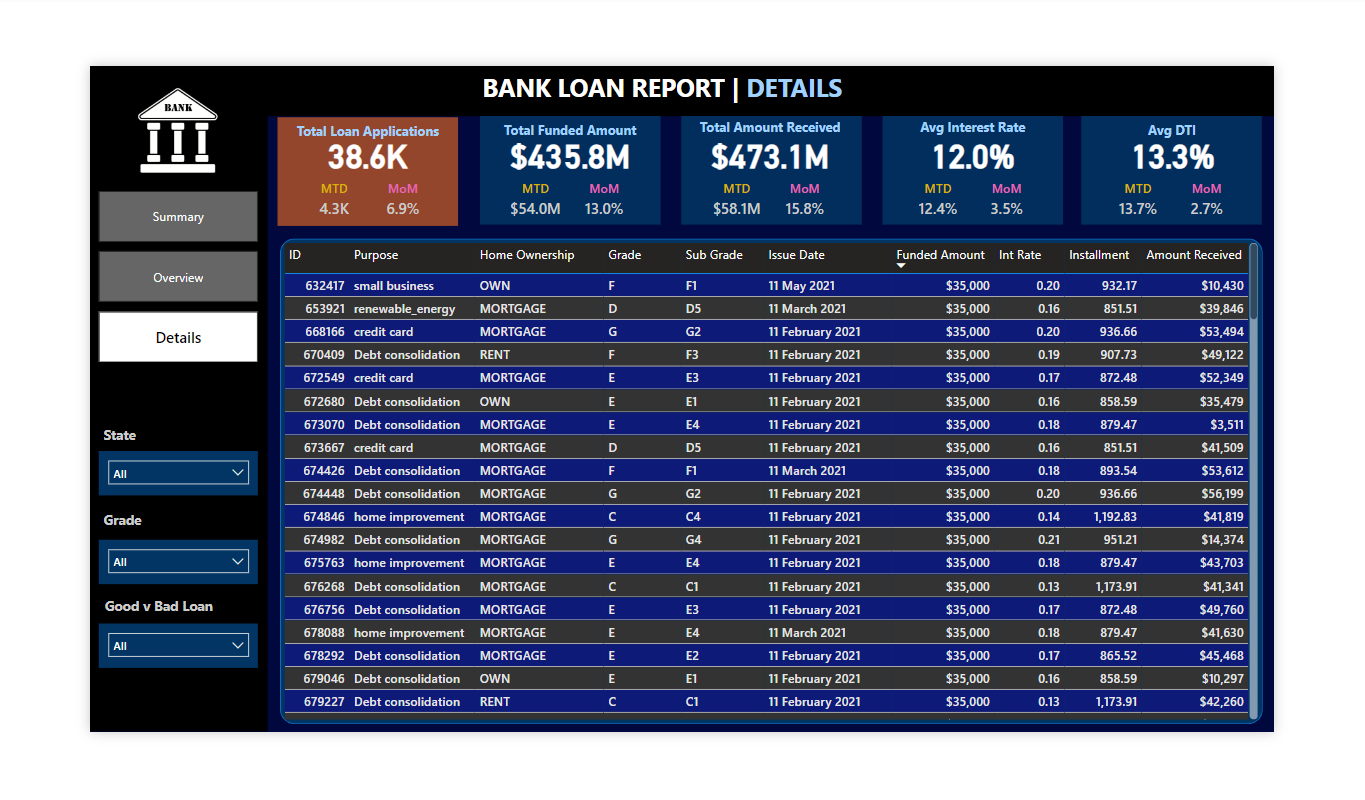 BANK LOAN REPORT | DETAILS
BANK
Total Loan Applications
38.6K
MTD MoM
4.3K 6.9%
Total Funded Amount
$435.8M
MTD MoM
$54.0M 13.0%
Total Amount Received
$473.1M
MTD MoM
$58.1M 15.8%
Avg Interest Rate
12.0%
MTD MoM
12.4% 3.5%
Avg DTI
13.3%
MTD MoM
13.7% 2.7%
Summary
Overview
Details
State
All
Grade
All
Good v Bad Loan
All
ID Purpose Home Ownership Grade Sub Grade Issue Date Funded Amount Int Rate Installment Amount Received
632417 small business OWN F F1 11 May 2021 $35,000 0.20 932.17 $10,430
653921 renewable_energy MORTGAGE D D5 11 March 2021 $35,000 0.16 851.51 $39,846
668166 credit card MORTGAGE G G2 11 February 2021 $35,000 0.20 936.66 $53,494
670409 Debt consolidation RENT F F3 11 February 2021 $35,000 0.19 907.73 $49,122
672549 credit card MORTGAGE E E3 11 February 2021 $35,000 0.17 872.48 $52,349
672680 Debt consolidation OWN E E1 11 February 2021 $35,000 0.16 858.59 $35,479
673070 Debt consolidation MORTGAGE E E4 11 February 2021 $35,000 0.18 879.47 $3,511
673667 credit card MORTGAGE D D5 11 February 2021 $35,000 0.16 851.51 $41,509
674426 Debt consolidation MORTGAGE F F1 11 March 2021 $35,000 0.18 893.54 $53,612
674448 Debt consolidation MORTGAGE G G2 11 February 2021 $35,000 0.20 936.66 $56,199
674846 home improvement MORTGAGE C C4 11 February 2021 $35,000 0.14 1,192.83 $41,819
674982 Debt consolidation MORTGAGE G G4 11 February 2021 $35,000 0.21 951.21 $14,374
675763 home improvement MORTGAGE E E4 11 February 2021 $35,000 0.18 879.47 $43,703
676268 Debt consolidation MORTGAGE C C1 11 February 2021 $35,000 0.13 1,173.91 $41,341
676756 Debt consolidation MORTGAGE E E3 11 February 2021 $35,000 0.17 872.48 $49,760
678088 home improvement MORTGAGE E E4 11 March 2021 $35,000 0.18 879.47 $41,630
678292 Debt consolidation MORTGAGE E E2 11 February 2021 $35,000 0.17 865.52 $45,468
679046 Debt consolidation OWN E E1 11 February 2021 $35,000 0.16 858.59 $10,297
679227 Debt consolidation RENT C C1 11 February 2021 $35,000 0.13 1,173.91 $42,260